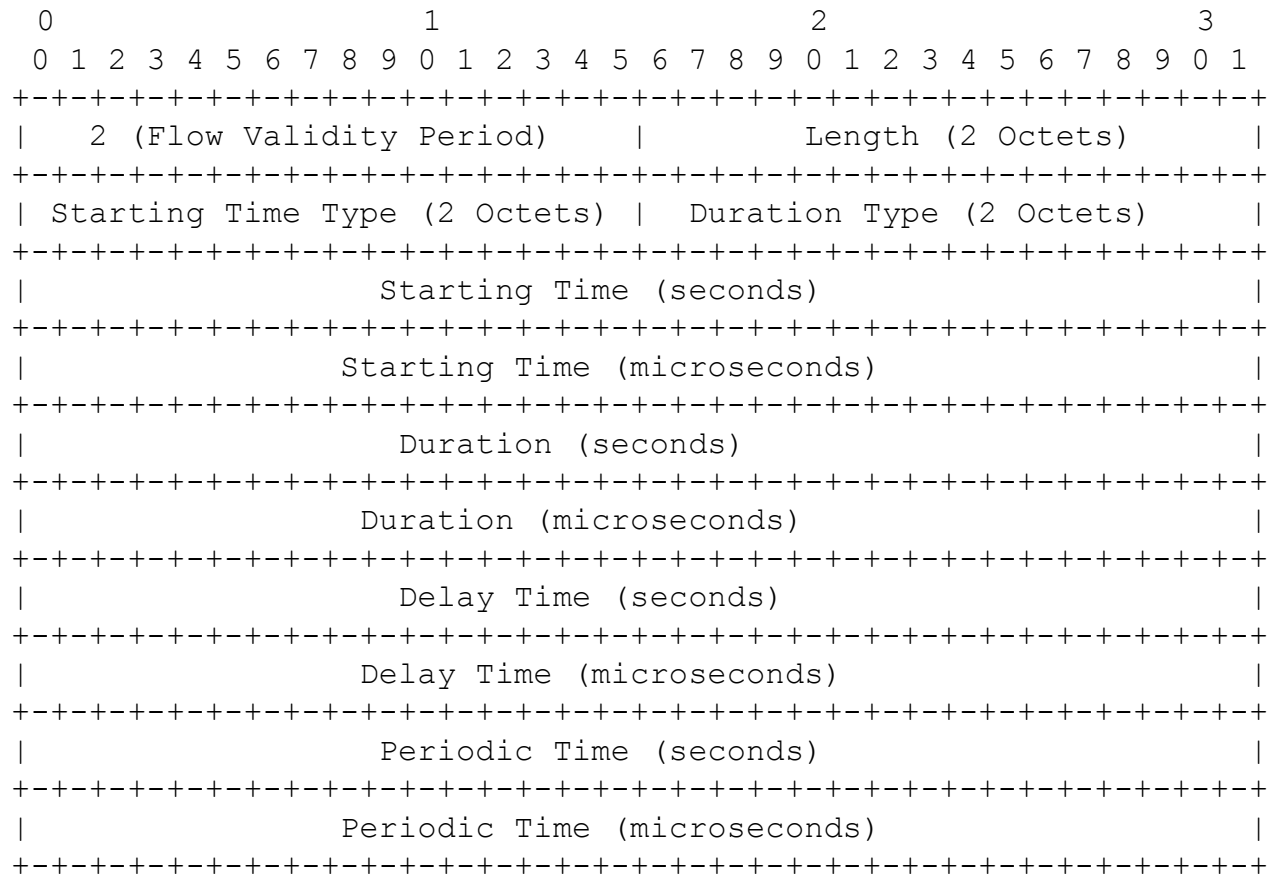 0                   1                   2                   3
 0 1 2 3 4 5 6 7 8 9 0 1 2 3 4 5 6 7 8 9 0 1 2 3 4 5 6 7 8 9 0 1
+-+-+-+-+-+-+-+-+-+-+-+-+-+-+-+-+-+-+-+-+-+-+-+-+-+-+-+-+-+-+-+-+
|   2 (Flow Validity Period)    |        Length (2 Octets)      |
+-+-+-+-+-+-+-+-+-+-+-+-+-+-+-+-+-+-+-+-+-+-+-+-+-+-+-+-+-+-+-+-+
| Starting Time Type (2 Octets) |  Duration Type (2 Octets)     |
+-+-+-+-+-+-+-+-+-+-+-+-+-+-+-+-+-+-+-+-+-+-+-+-+-+-+-+-+-+-+-+-+
|                  Starting Time (seconds)                      |
+-+-+-+-+-+-+-+-+-+-+-+-+-+-+-+-+-+-+-+-+-+-+-+-+-+-+-+-+-+-+-+-+
|                Starting Time (microseconds)                   |
+-+-+-+-+-+-+-+-+-+-+-+-+-+-+-+-+-+-+-+-+-+-+-+-+-+-+-+-+-+-+-+-+
|                   Duration (seconds)                          |
+-+-+-+-+-+-+-+-+-+-+-+-+-+-+-+-+-+-+-+-+-+-+-+-+-+-+-+-+-+-+-+-+
|                 Duration (microseconds)                       |
+-+-+-+-+-+-+-+-+-+-+-+-+-+-+-+-+-+-+-+-+-+-+-+-+-+-+-+-+-+-+-+-+
|                   Delay Time (seconds)                        |
+-+-+-+-+-+-+-+-+-+-+-+-+-+-+-+-+-+-+-+-+-+-+-+-+-+-+-+-+-+-+-+-+
|                 Delay Time (microseconds)                     |
+-+-+-+-+-+-+-+-+-+-+-+-+-+-+-+-+-+-+-+-+-+-+-+-+-+-+-+-+-+-+-+-+
|                  Periodic Time (seconds)                      |
+-+-+-+-+-+-+-+-+-+-+-+-+-+-+-+-+-+-+-+-+-+-+-+-+-+-+-+-+-+-+-+-+
|                Periodic Time (microseconds)                   |
+-+-+-+-+-+-+-+-+-+-+-+-+-+-+-+-+-+-+-+-+-+-+-+-+-+-+-+-+-+-+-+-+